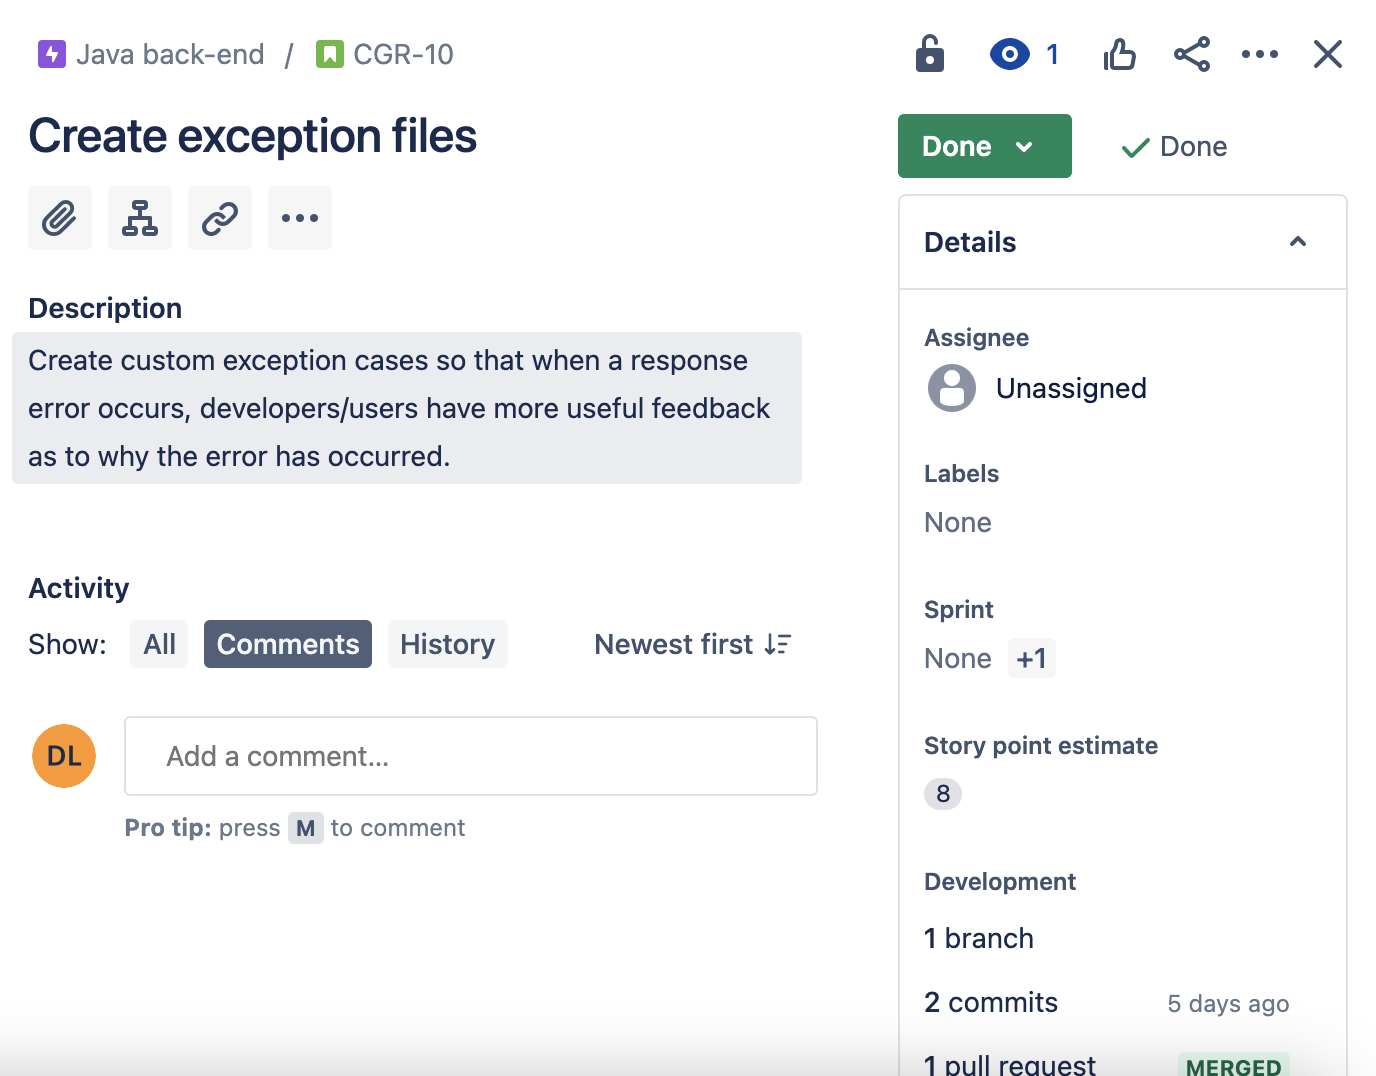 Java back-end / CGR-10
1
Create exception files
Done
Done
Description
Create custom exception cases so that when a response
error occurs, developers/users have more useful feedback
as to why the error has occurred.
Activity
Show: All Comments History Newest first
DL
Add a comment...
Pro tip: press M to comment
Details
Assignee
Unassigned
Labels
None
Sprint
None +1
Story point estimate
8
Development
1 branch
2 commits 5 days ago
1 pull request MERGED